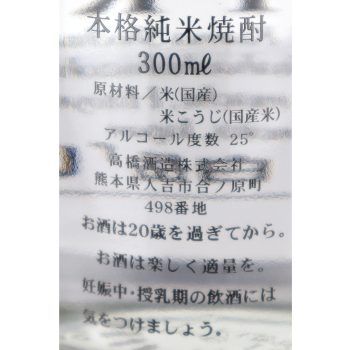 本格純米焼酎
300mℓ
原材料／米(国産)
米こうじ(国産米)
アルコール度数 25°
高橋酒造株式会社
熊本県人吉市合ノ原町
498番地
お酒は20歳を過ぎてから。
お酒は楽しく適量を。
妊娠中・授乳期の飲酒には
気をつけましょう。